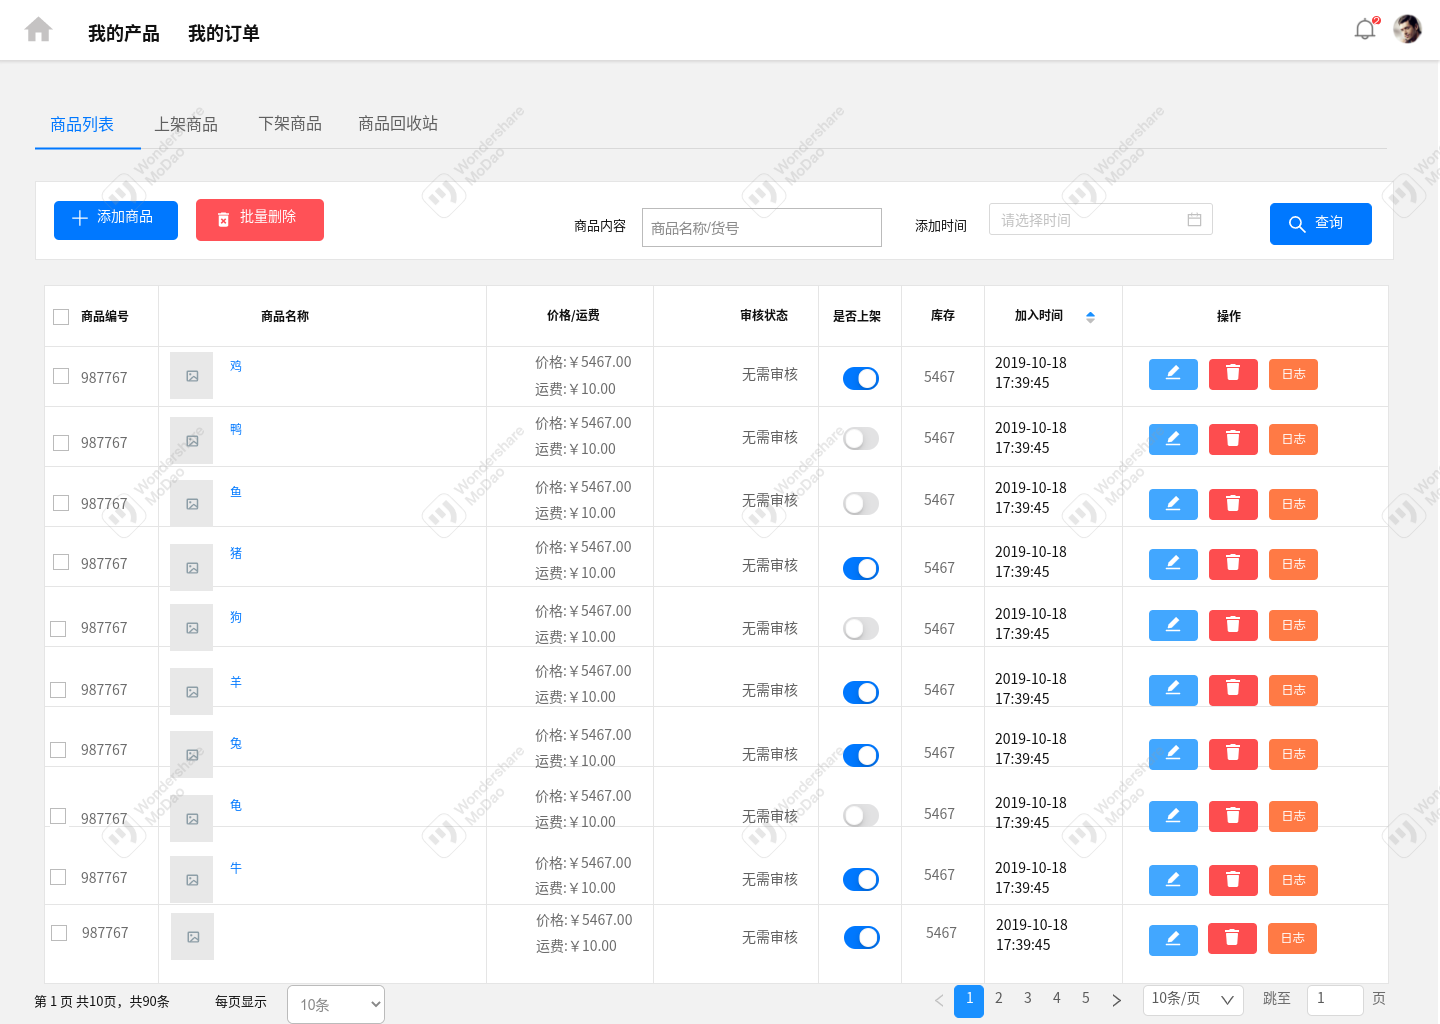 我的产品 我的订单 2
商品列表 上架商品 下架商品 商品回收站
添加商品 批量删除 商品内容 商品名称/货号 添加时间 请选择时间 查询
商品编号 商品名称 价格/运费 审核状态 是否上架 库存 加入时间 操作
987767 鸡 价格:￥5467.00 运费:￥10.00 无需审核 5467 2019-10-18 17:39:45 日志
987767 鸭 价格:￥5467.00 运费:￥10.00 无需审核 5467 2019-10-18 17:39:45 日志
987767 鱼 价格:￥5467.00 运费:￥10.00 无需审核 5467 2019-10-18 17:39:45 日志
987767 猪 价格:￥5467.00 运费:￥10.00 无需审核 5467 2019-10-18 17:39:45 日志
987767 狗 价格:￥5467.00 运费:￥10.00 无需审核 5467 2019-10-18 17:39:45 日志
987767 羊 价格:￥5467.00 运费:￥10.00 无需审核 5467 2019-10-18 17:39:45 日志
987767 兔 价格:￥5467.00 运费:￥10.00 无需审核 5467 2019-10-18 17:39:45 日志
987767 龟 价格:￥5467.00 运费:￥10.00 无需审核 5467 2019-10-18 17:39:45 日志
987767 牛 价格:￥5467.00 运费:￥10.00 无需审核 5467 2019-10-18 17:39:45 日志
987767 价格:￥5467.00 运费:￥10.00 无需审核 5467 2019-10-18 17:39:45 日志
第 1 页 共10页，共90条 每页显示 10条 1 2 3 4 5 10条/页 跳至 1 页
Wondershare
MoDao